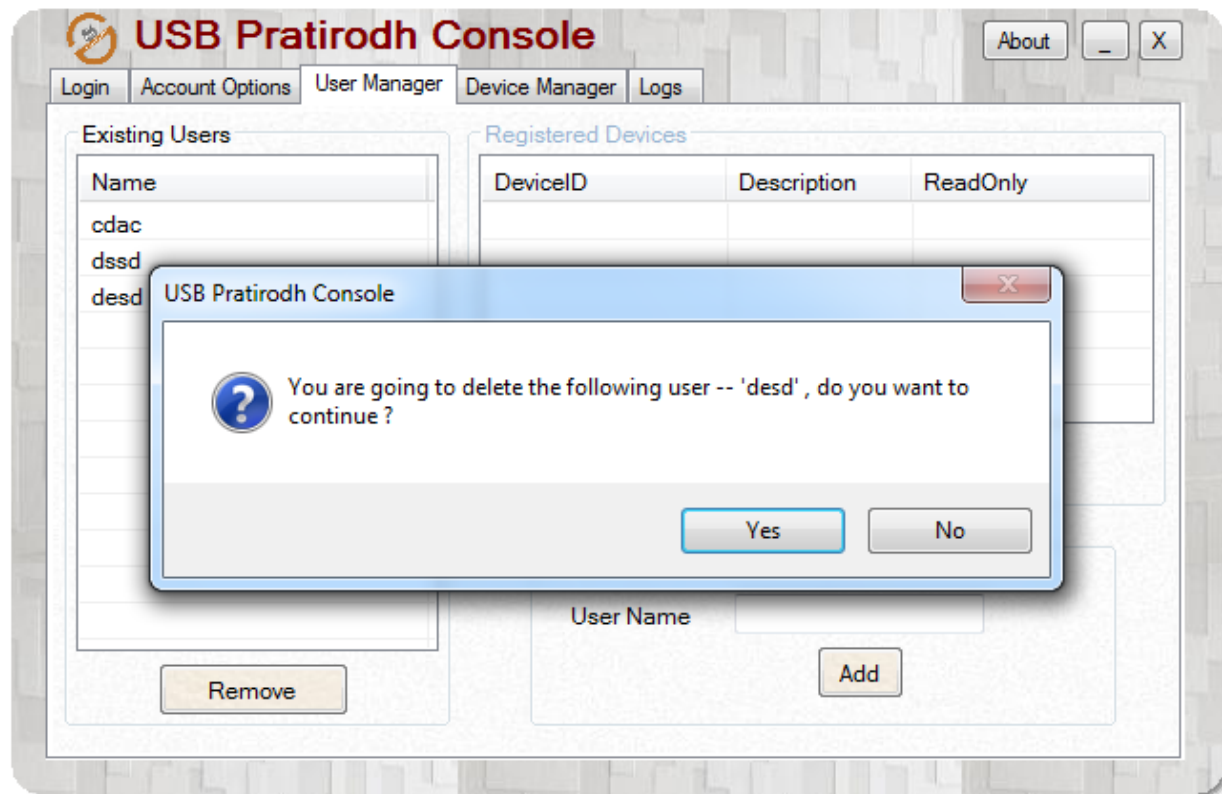 USB Pratirodh Console
About _ X
Login Account Options User Manager Device Manager Logs
Existing Users
Registered Devices
Name
DeviceID Description ReadOnly
cdac
dssd
desd
USB Pratirodh Console
You are going to delete the following user -- 'desd' , do you want to
continue ?
Yes No
User Name
Add
Remove